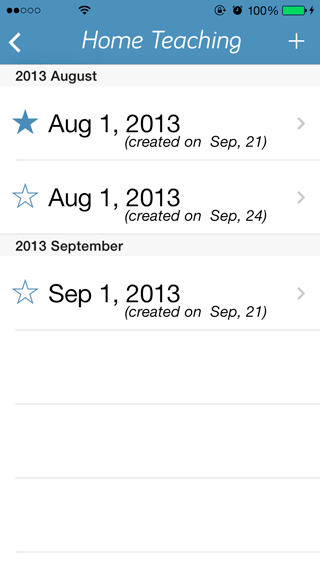 100%
Home Teaching
2013 August
Aug 1, 2013
(created on Sep, 21)
Aug 1, 2013
(created on Sep, 24)
2013 September
Sep 1, 2013
(created on Sep, 21)